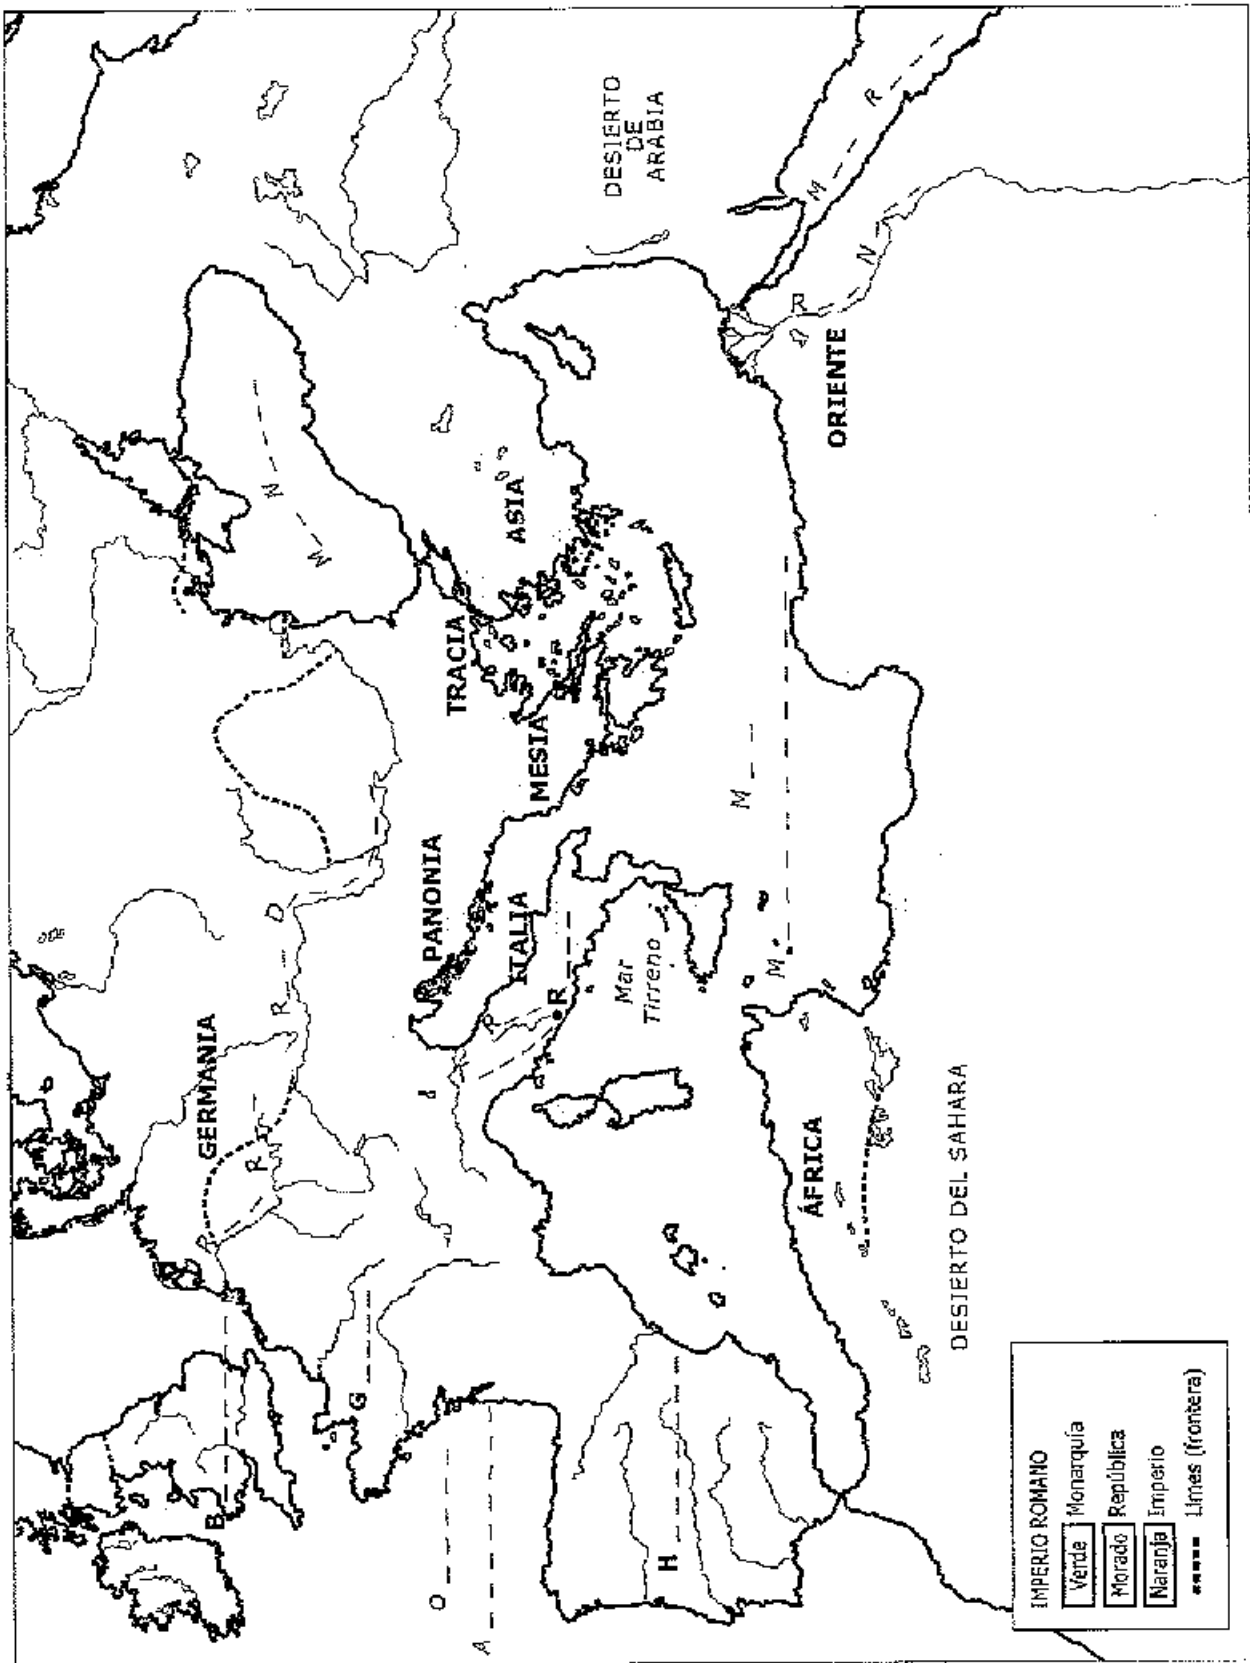 B
G
O
A
H
R
R
GERMANIA
R
D
PANONIA
ITALIA
MESIA
TRACIA
ASIA
M
N
P
R
Mar
Tirreno
M
M
ÁFRICA
DESIERTO DEL SAHARA
ORIENTE
R
N
M
R
DESIERTO
DE
ARABIA
IMPERIO ROMANO
Verde Monarquía
Morado República
Naranja Imperio
Limes (frontera)